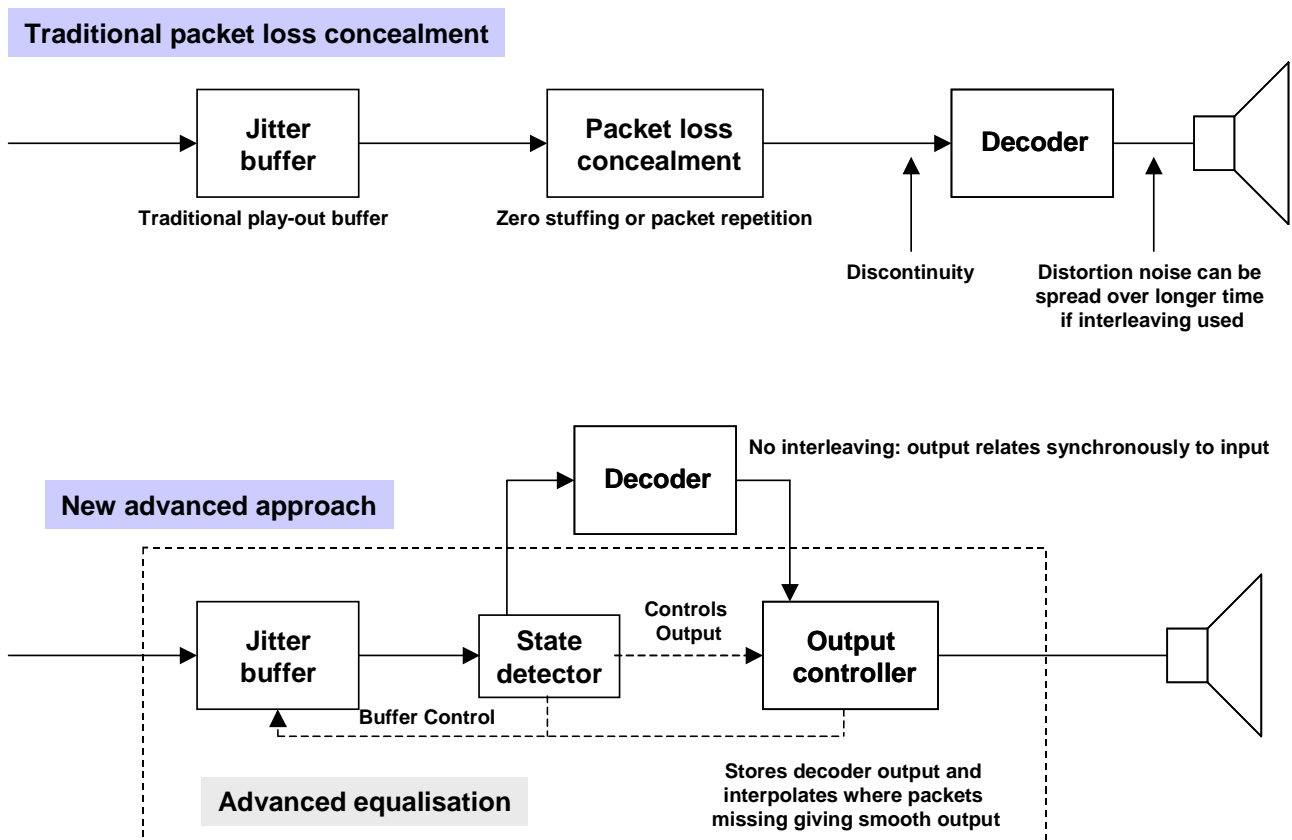 Traditional packet loss concealment
Jitter
buffer
Packet loss
concealment
Decoder
Traditional play-out buffer
Zero stuffing or packet repetition
Discontinuity
Distortion noise can be
spread over longer time
if interleaving used
No interleaving: output relates synchronously to input
Decoder
New advanced approach
Jitter
buffer
State
detector
Controls
Output
Output
controller
Buffer Control
Stores decoder output and
interpolates where packets
missing giving smooth output
Advanced equalisation